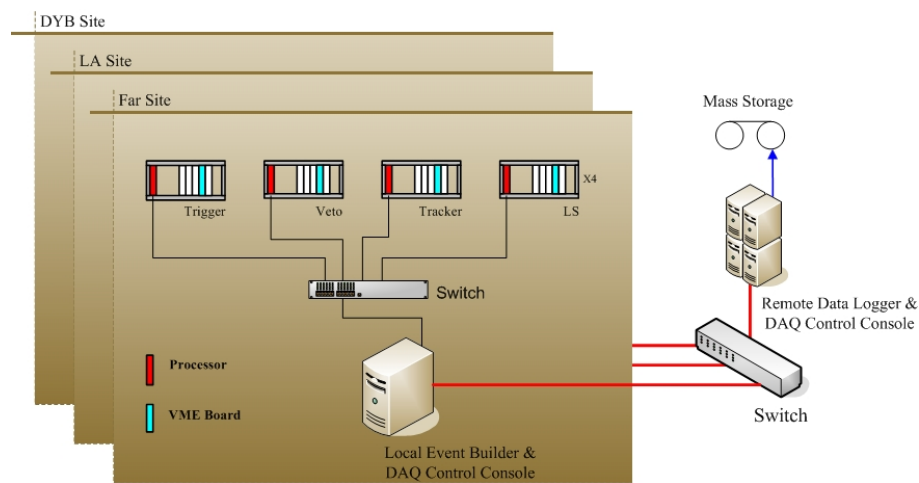 DYB Site
LA Site
Far Site
Mass Storage
Trigger
Veto
Tracker
LS
X4
Switch
Remote Data Logger &
DAQ Control Console
Processor
VME Board
Switch
Local Event Builder &
DAQ Control Console